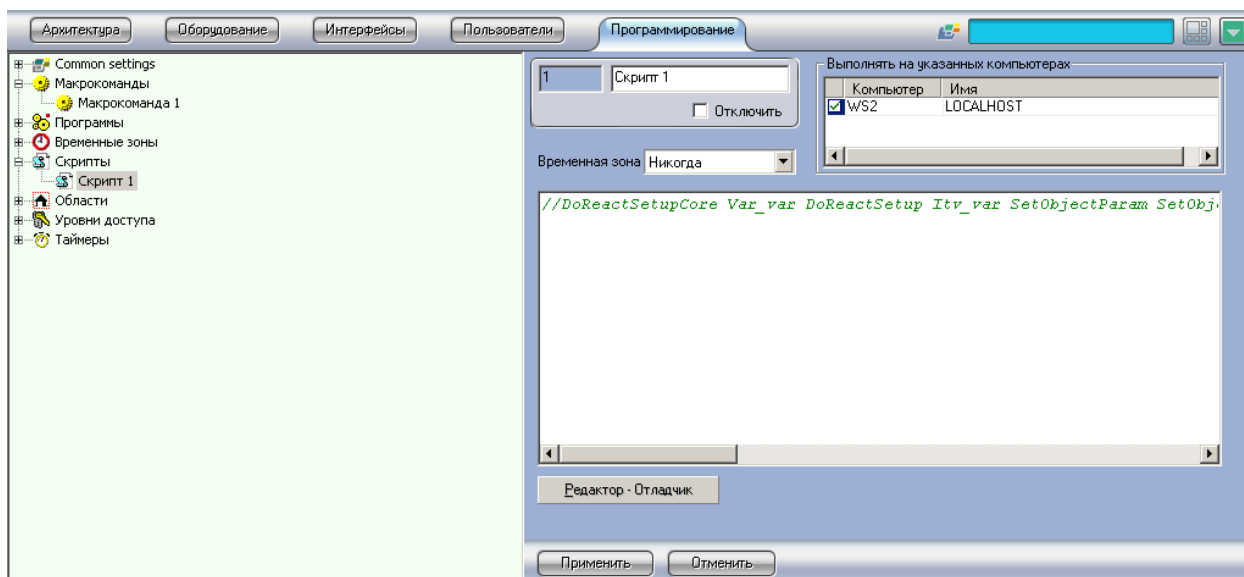 Архитектура Оборудование Интерфейсы Пользователи Программирование
Common settings
Макрокоманды
Макрокоманда 1
Программы
Временные зоны
Скрипты
Скрипт 1
Области
Уровни доступа
Таймеры
1 Скрипт 1
Отключить
Временная зона Никогда
Выполнять на указанных компьютерах
Компьютер Имя
WS2 LOCALHOST
//DoReactSetupCore Var_var DoReactSetup Itv_var SetObjectParam SetObj
Редактор - Отладчик
Применить Отменить